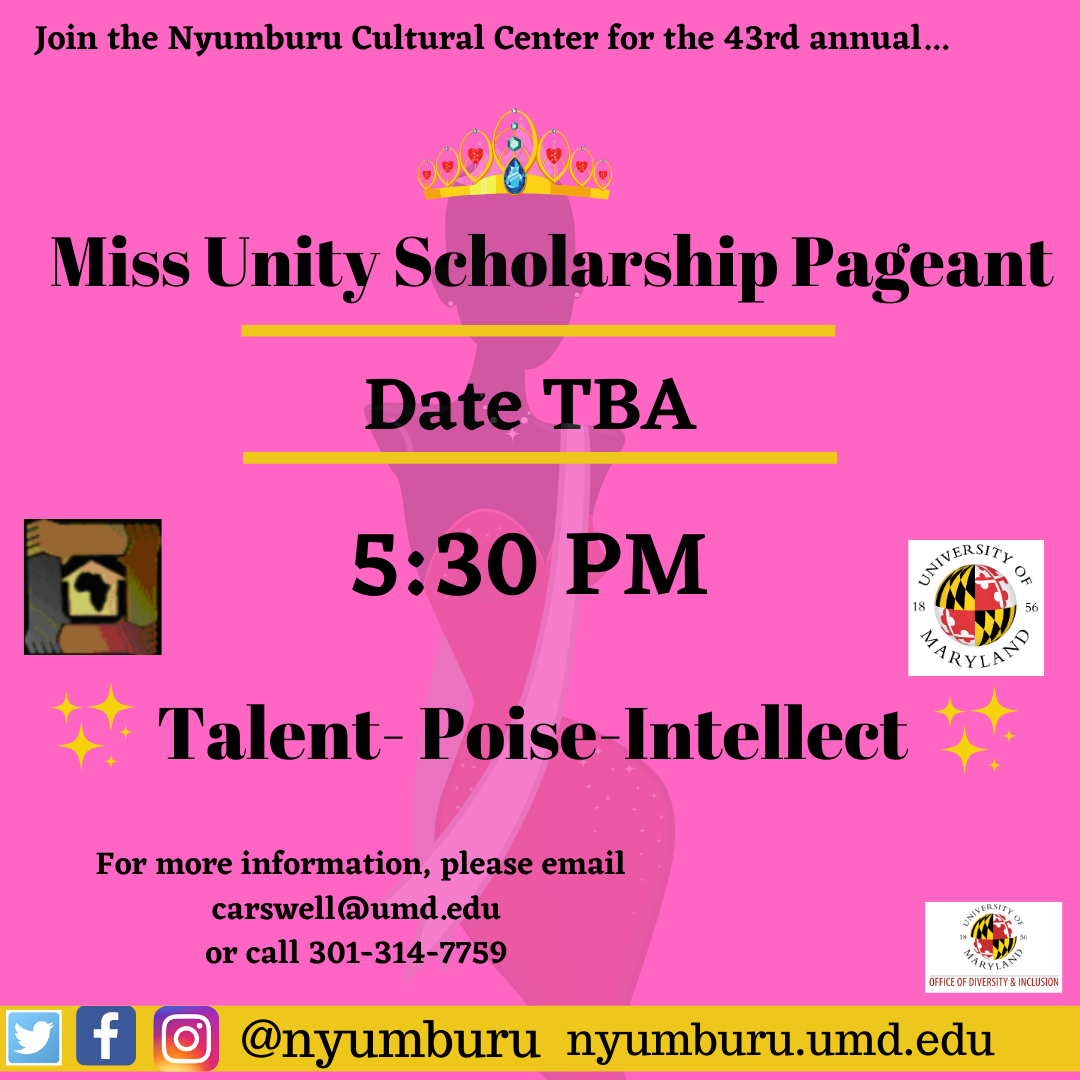 Join the Nyumburu Cultural Center for the 43rd annual...
Miss Unity Scholarship Pageant
Date TBA
5:30 PM
UNIVERSITY OF
18 56
MARYLAND
Talent- Poise-Intellect
For more information, please email
carswell@umd.edu
or call 301-314-7759
UNIVERSITY OF
18 56
MARYLAND
OFFICE OF DIVERSITY & INCLUSION
@nyumburu nyumburu.umd.edu